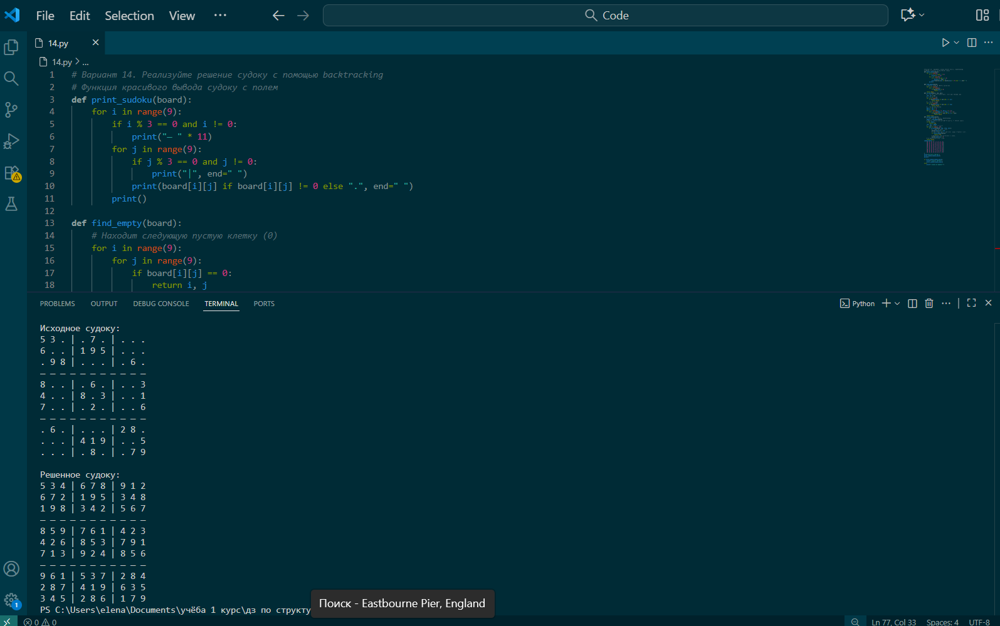 File Edit Selection View ··· Code
14.py
14.py > ...
1 # Вариант 14. Реализуйте решение судоку с помощью backtracking
2 # Функция красивого вывода судоку с полем
3 def print_sudoku(board):
4 for i in range(9):
5 if i % 3 == 0 and i != 0:
6 print("— " * 11)
7 for j in range(9):
8 if j % 3 == 0 and j != 0:
9 print("|", end=" ")
10 print(board[i][j] if board[i][j] != 0 else ".", end=" ")
11 print()
12
13 def find_empty(board):
14 # Находит следующую пустую клетку (0)
15 for i in range(9):
16 for j in range(9):
17 if board[i][j] == 0:
18 return i, j
PROBLEMS OUTPUT DEBUG CONSOLE TERMINAL PORTS Python
Исходное судоку:
5 3 . | . 7 . | . . .
6 . . | 1 9 5 | . . .
. 9 8 | . . . | . 6 .
— — — — — — — — — — —
8 . . | . 6 . | . . 3
4 . . | 8 . 3 | . . 1
7 . . | . 2 . | . . 6
— — — — — — — — — — —
. 6 . | . . . | 2 8 .
. . . | 4 1 9 | . . 5
. . . | . 8 . | . 7 9
Решенное судоку:
5 3 4 | 6 7 8 | 9 1 2
6 7 2 | 1 9 5 | 3 4 8
1 9 8 | 3 4 2 | 5 6 7
— — — — — — — — — — —
8 5 9 | 7 6 1 | 4 2 3
4 2 6 | 8 5 3 | 7 9 1
7 1 3 | 9 2 4 | 8 5 6
— — — — — — — — — — —
9 6 1 | 5 3 7 | 2 8 4
2 8 7 | 4 1 9 | 6 3 5
3 4 5 | 2 8 6 | 1 7 9
PS C:\Users\elena\Documents\учёба 1 курс\дз по структу
Поиск - Eastbourne Pier, England
1
0 0 Ln 77, Col 33 Spaces: 4 UTF-8